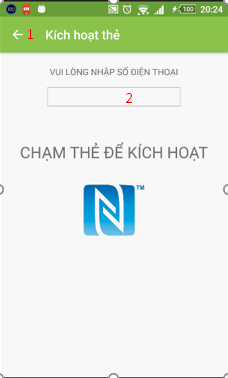 100 20:24
1 Kích hoạt thẻ
VUI LÒNG NHẬP SỐ ĐIỆN THOẠI
2
CHẠM THẺ ĐỂ KÍCH HOẠT
N TM